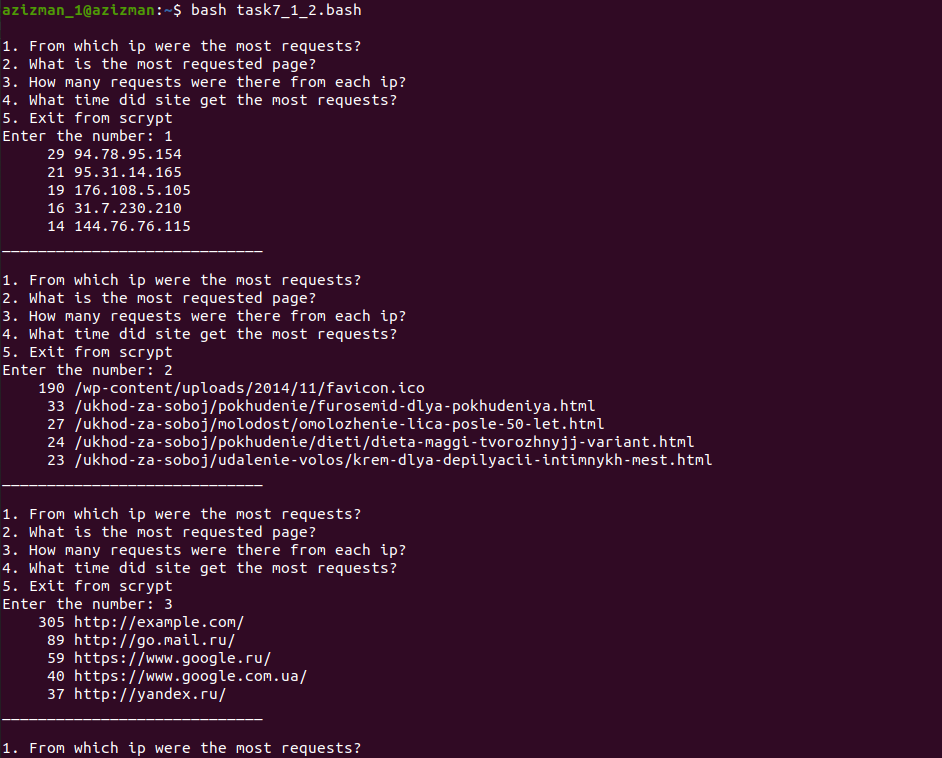 azizman_1@azizman:~$ bash task7_1_2.bash
1. From which ip were the most requests?
2. What is the most requested page?
3. How many requests were there from each ip?
4. What time did site get the most requests?
5. Exit from scrypt
Enter the number: 1
29 94.78.95.154
21 95.31.14.165
19 176.108.5.105
16 31.7.230.210
14 144.76.76.115
_____________________________
1. From which ip were the most requests?
2. What is the most requested page?
3. How many requests were there from each ip?
4. What time did site get the most requests?
5. Exit from scrypt
Enter the number: 2
190 /wp-content/uploads/2014/11/favicon.ico
33 /ukhod-za-soboj/pokhudenie/furosemid-dlya-pokhudeniya.html
27 /ukhod-za-soboj/molodost/omolozhenie-lica-posle-50-let.html
24 /ukhod-za-soboj/pokhudenie/dieti/dieta-maggi-tvorozhnyjj-variant.html
23 /ukhod-za-soboj/udalenie-volos/krem-dlya-depilyacii-intimnykh-mest.html
_____________________________
1. From which ip were the most requests?
2. What is the most requested page?
3. How many requests were there from each ip?
4. What time did site get the most requests?
5. Exit from scrypt
Enter the number: 3
305 http://example.com/
89 http://go.mail.ru/
59 https://www.google.ru/
40 https://www.google.com.ua/
37 http://yandex.ru/
_____________________________
1. From which ip were the most requests?